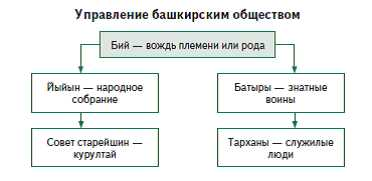 Управление башкирским обществом
Бий — вождь племени или рода
Йыйын — народное
собрание
Батыры — знатные
воины
Совет старейшин —
курултай
Тарханы — служилые
люди